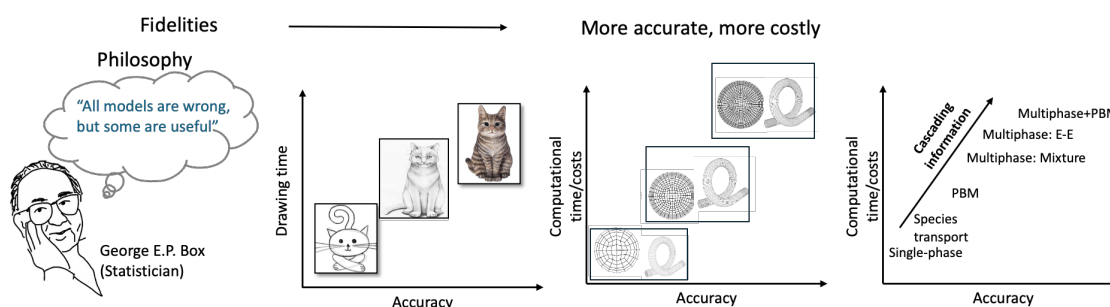 Fidelities
More accurate, more costly
Philosophy
“All models are wrong,
but some are useful”
George E.P. Box
(Statistician)
Drawing time
Accuracy
Computational
time/costs
Accuracy
Computational
time/costs
Cascading
information
Multiphase+PBM
Multiphase: E-E
Multiphase: Mixture
PBM
Species
transport
Single-phase
Accuracy